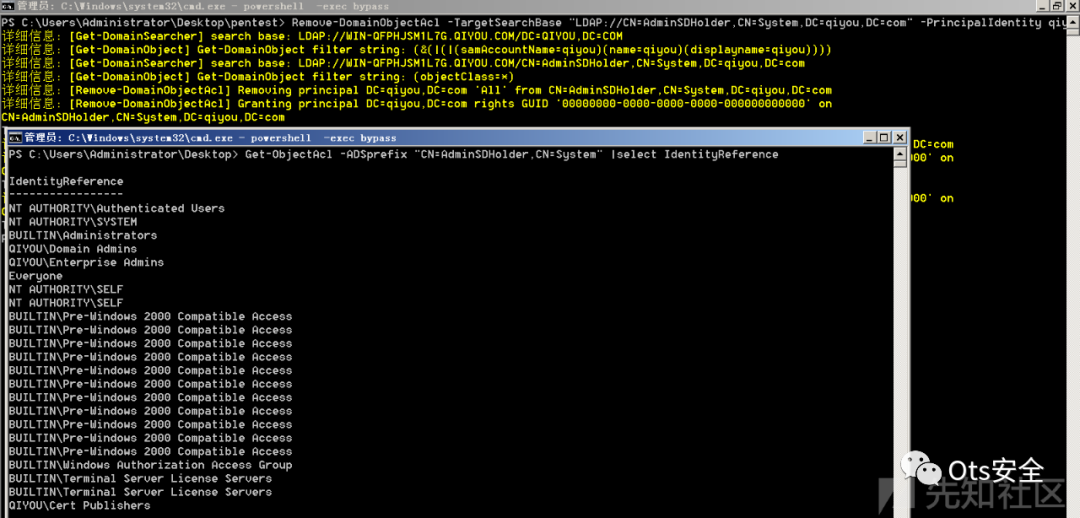 管理员: C:\Windows\system32\cmd.exe - powershell  -exec bypass
PS C:\Users\Administrator\Desktop\pentest> Remove-DomainObjectAcl -TargetSearchBase "LDAP://CN=AdminSDHolder,CN=System,DC=qiyou,DC=com" -PrincipalIdentity qiy
详细信息: [Get-DomainSearcher] search base: LDAP://WIN-QFPHJSM1L7G.QIYOU.COM/DC=QIYOU,DC=COM
详细信息: [Get-DomainObject] Get-DomainObject filter string: (&(|(|(samAccountName=qiyou)(name=qiyou)(displayname=qiyou))))
详细信息: [Get-DomainSearcher] search base: LDAP://WIN-QFPHJSM1L7G.QIYOU.COM/CN=AdminSDHolder,CN=System,DC=qiyou,DC=com
详细信息: [Get-DomainObject] Get-DomainObject filter string: (objectClass=*)
详细信息: [Remove-DomainObjectAcl] Removing principal DC=qiyou,DC=com 'All' from CN=AdminSDHolder,CN=System,DC=qiyou,DC=com
详细信息: [Remove-DomainObjectAcl] Granting principal DC=qiyou,DC=com rights GUID '00000000-0000-0000-0000-000000000000' on
CN=AdminSDHolder,CN=System,DC=qiyou,DC=com
管理员: C:\Windows\system32\cmd.exe - powershell  -exec bypass
DC=com
00' on
00' on
PS C:\Users\Administrator\Desktop> Get-ObjectAcl -ADSprefix "CN=AdminSDHolder,CN=System" |select IdentityReference
IdentityReference
-----------------
NT AUTHORITY\Authenticated Users
NT AUTHORITY\SYSTEM
BUILTIN\Administrators
QIYOU\Domain Admins
QIYOU\Enterprise Admins
Everyone
NT AUTHORITY\SELF
NT AUTHORITY\SELF
BUILTIN\Pre-Windows 2000 Compatible Access
BUILTIN\Pre-Windows 2000 Compatible Access
BUILTIN\Pre-Windows 2000 Compatible Access
BUILTIN\Pre-Windows 2000 Compatible Access
BUILTIN\Pre-Windows 2000 Compatible Access
BUILTIN\Pre-Windows 2000 Compatible Access
BUILTIN\Pre-Windows 2000 Compatible Access
BUILTIN\Pre-Windows 2000 Compatible Access
BUILTIN\Pre-Windows 2000 Compatible Access
BUILTIN\Pre-Windows 2000 Compatible Access
BUILTIN\Pre-Windows 2000 Compatible Access
BUILTIN\Windows Authorization Access Group
BUILTIN\Terminal Server License Servers
BUILTIN\Terminal Server License Servers
QIYOU\Cert Publishers
Ots安全
先知社区